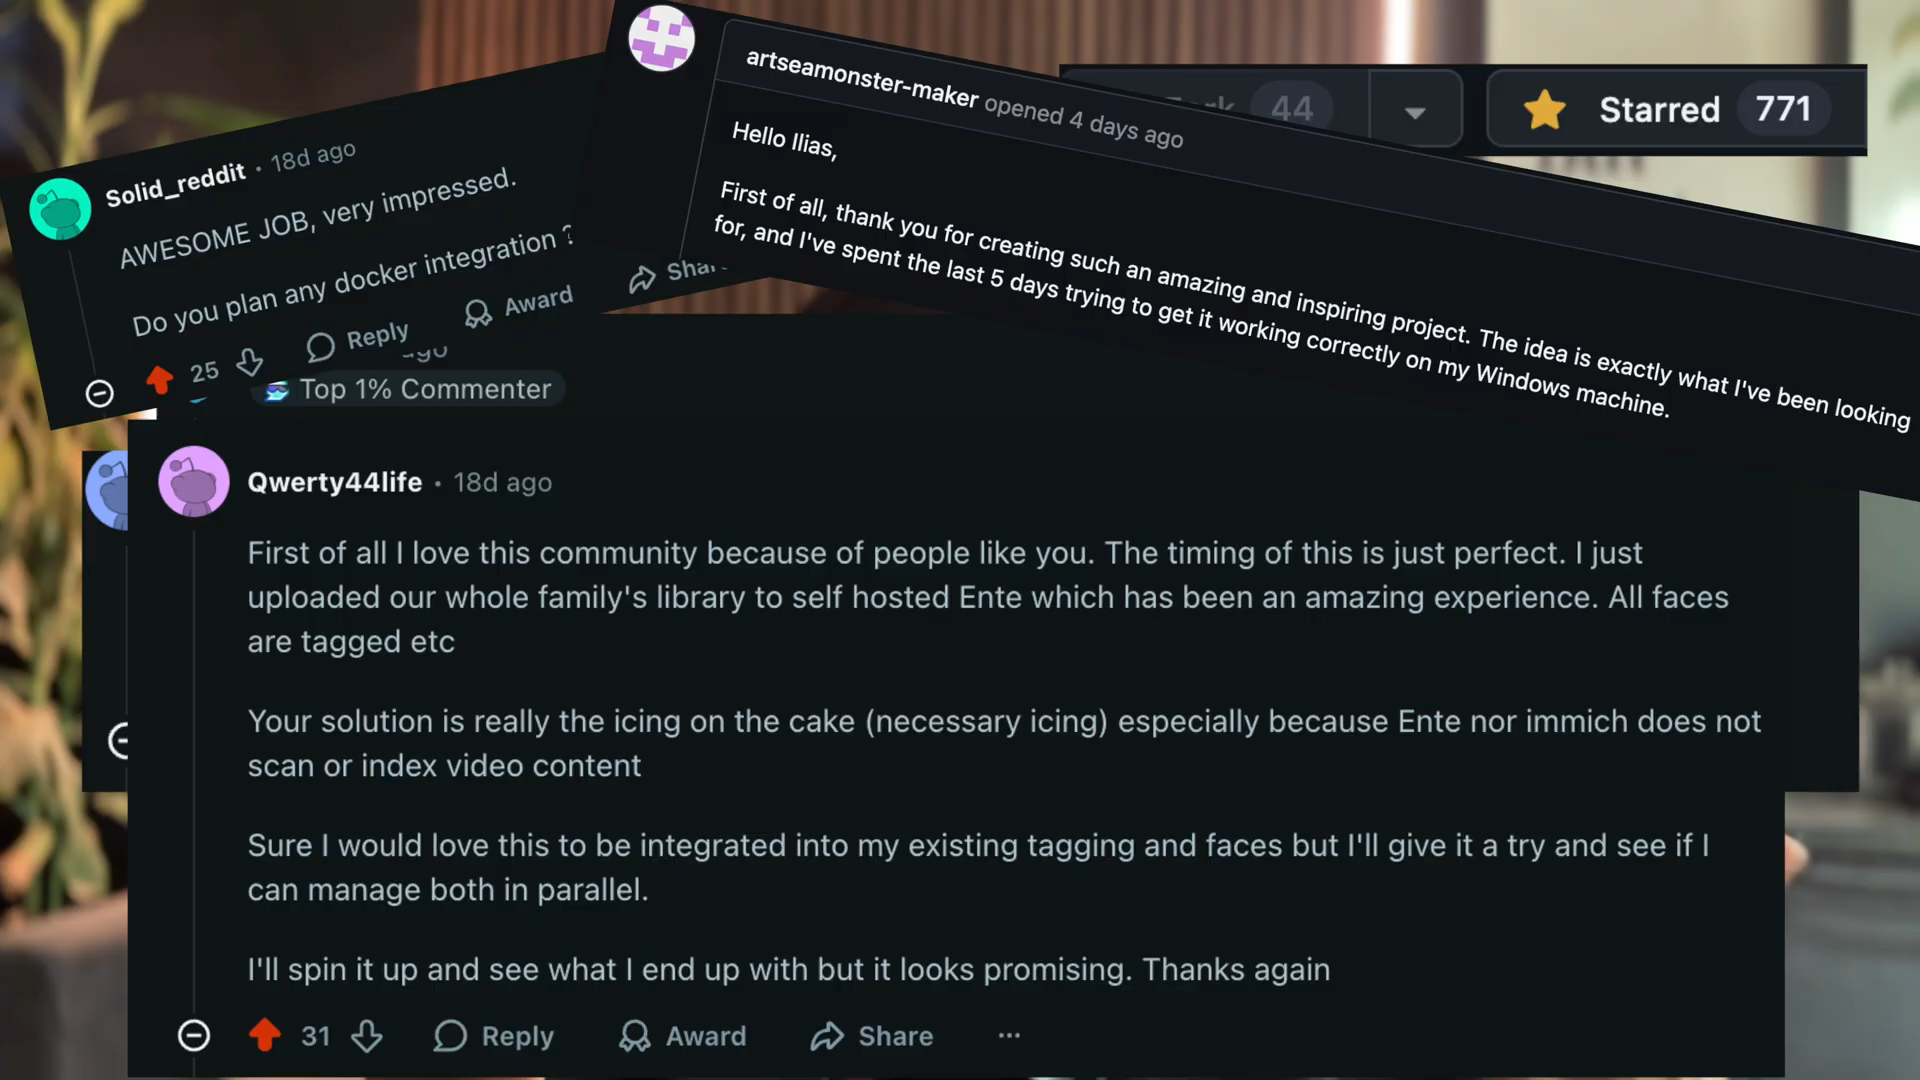 artseamonster-maker opened 4 days ago
Hello Ilias,
First of all, thank you for creating such an amazing and inspiring project. The idea is exactly what I've been looking
for, and I've spent the last 5 days trying to get it working correctly on my Windows machine.
44
Starred 771
Solid_reddit • 18d ago
AWESOME JOB, very impressed.
Do you plan any docker integration ?
25 Reply Award
ago
Top 1% Commenter
Qwerty44life • 18d ago
First of all I love this community because of people like you. The timing of this is just perfect. I just
uploaded our whole family's library to self hosted Ente which has been an amazing experience. All faces
are tagged etc
Your solution is really the icing on the cake (necessary icing) especially because Ente nor immich does not
scan or index video content
Sure I would love this to be integrated into my existing tagging and faces but I'll give it a try and see if I
can manage both in parallel.
I'll spin it up and see what I end up with but it looks promising. Thanks again
31 Reply Award Share ...